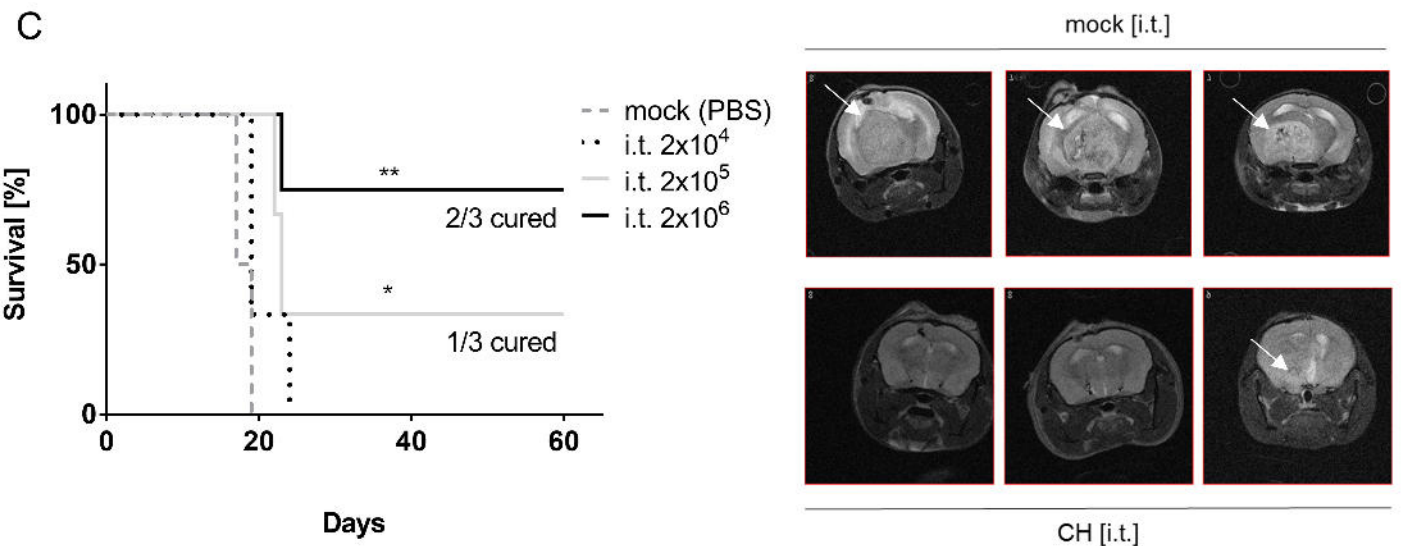 C
mock [i.t.]
Survival [%]
100
50
0
0 20 40 60
Days
mock (PBS)
i.t. 2x10⁴
i.t. 2x10⁵
i.t. 2x10⁶
**
2/3 cured
*
1/3 cured
CH [i.t.]